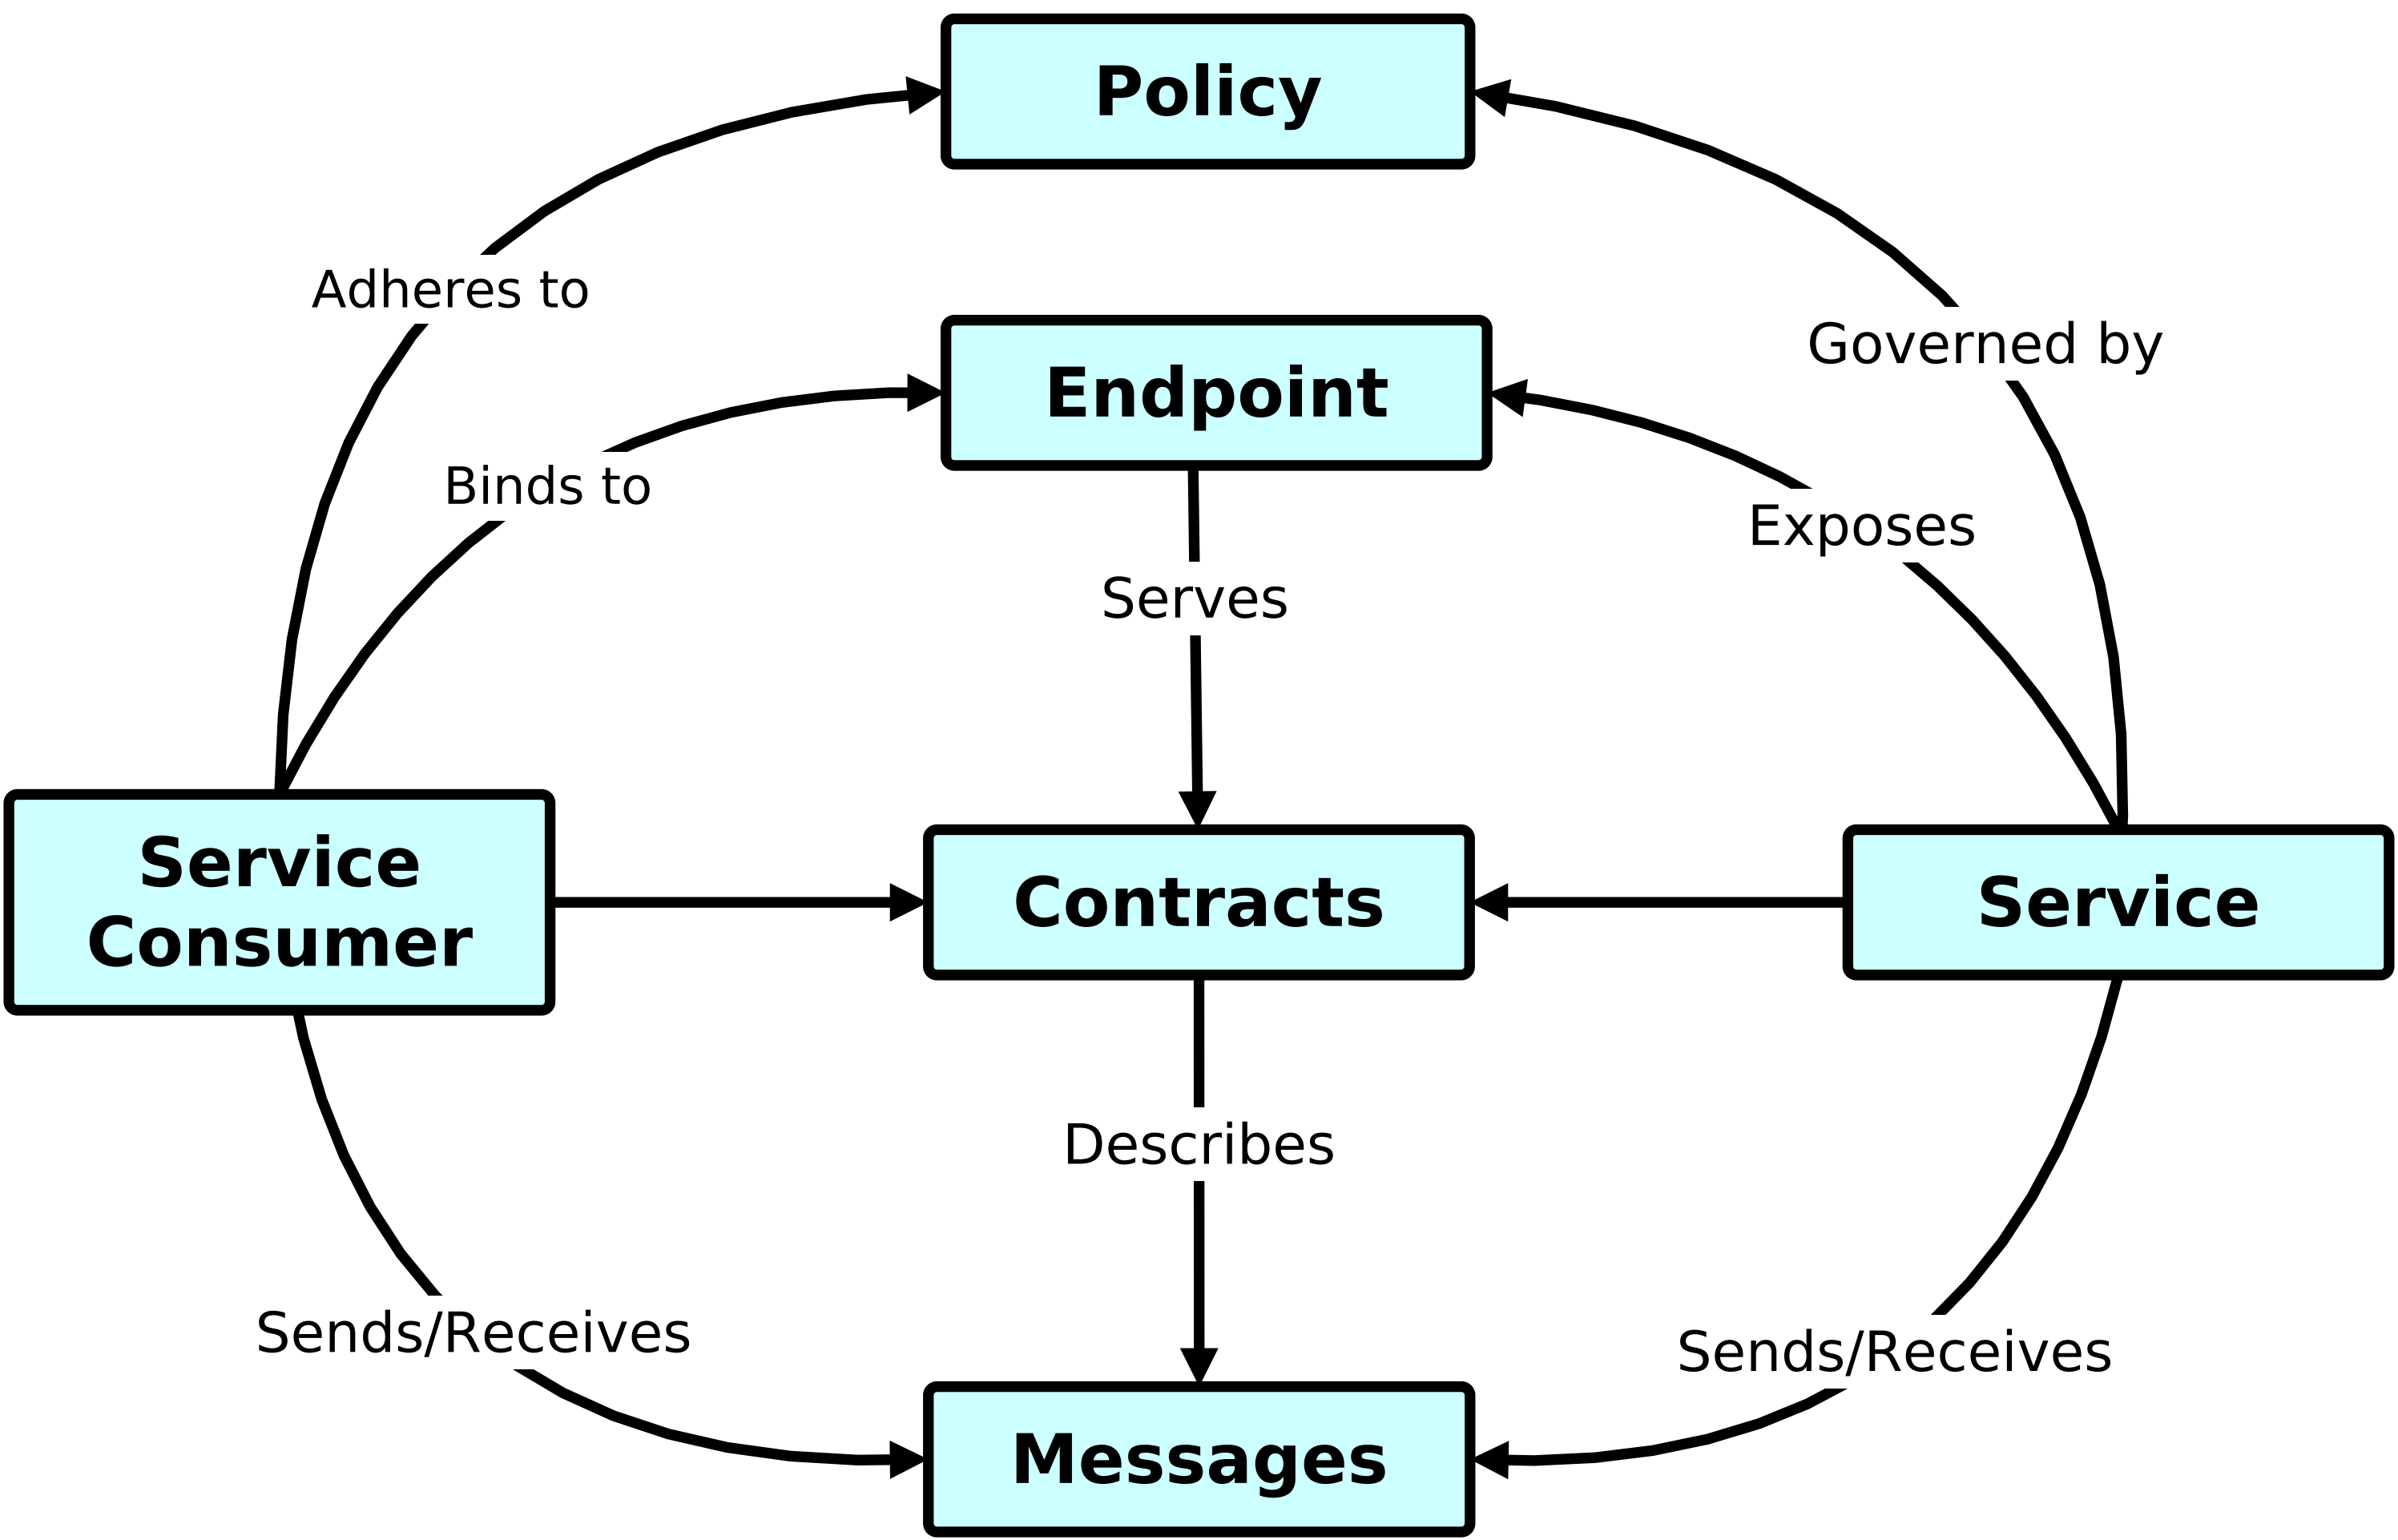 Policy
Adheres to
Governed by
Endpoint
Binds to
Exposes
Serves
Service
Consumer
Contracts
Service
Describes
Sends/Receives
Sends/Receives
Messages